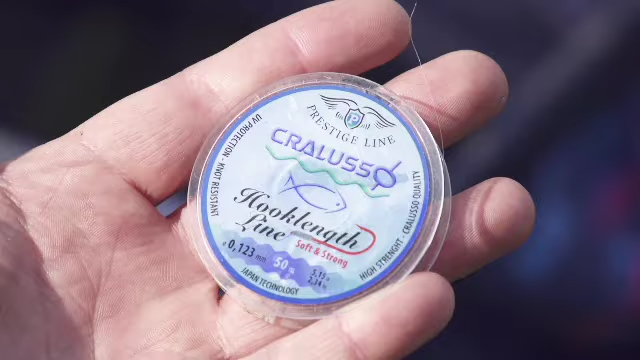 PRESTIGE LINE
CRALUSSO
Hooklength
Line
Soft & Strong
ø 0,123 mm
50 m
JAPAN TECHNOLOGY
UV PROTECTION - KNOT RESISTANT
HIGH STRENGHT - CRALUSSO QUALITY